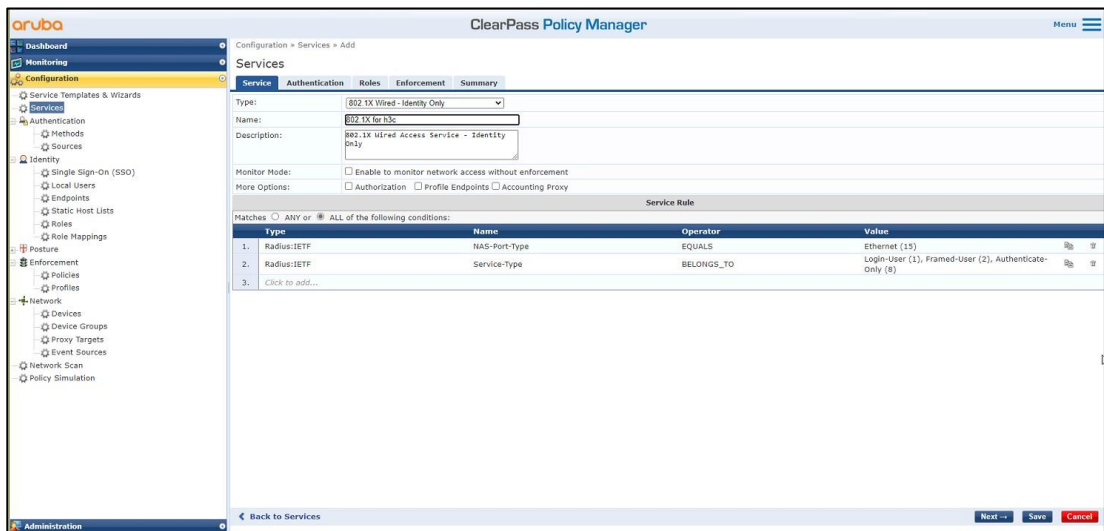 aruba
ClearPass Policy Manager
Menu
Dashboard
Monitoring
Configuration
Service Templates & Wizards
Services
Authentication
Methods
Sources
Identity
Single Sign-On (SSO)
Local Users
Endpoints
Static Host Lists
Roles
Role Mappings
Posture
Enforcement
Policies
Profiles
Network
Devices
Device Groups
Proxy Targets
Event Sources
Network Scan
Policy Simulation
Administration
Configuration » Services » Add
Services
Service Authentication Roles Enforcement Summary
Type: 802.1X Wired - Identity Only
Name: 802.1X for h3c
Description: 802.1X Wired Access Service - Identity
Only
Monitor Mode: Enable to monitor network access without enforcement
More Options: Authorization Profile Endpoints Accounting Proxy
Service Rule
Matches ANY or ALL of the following conditions:
Type Name Operator Value
1. Radius:IETF NAS-Port-Type EQUALS Ethernet (15)
2. Radius:IETF Service-Type BELONGS_TO Login-User (1), Framed-User (2), Authenticate-
Only (8)
3. Click to add...
Back to Services
Next → Save Cancel